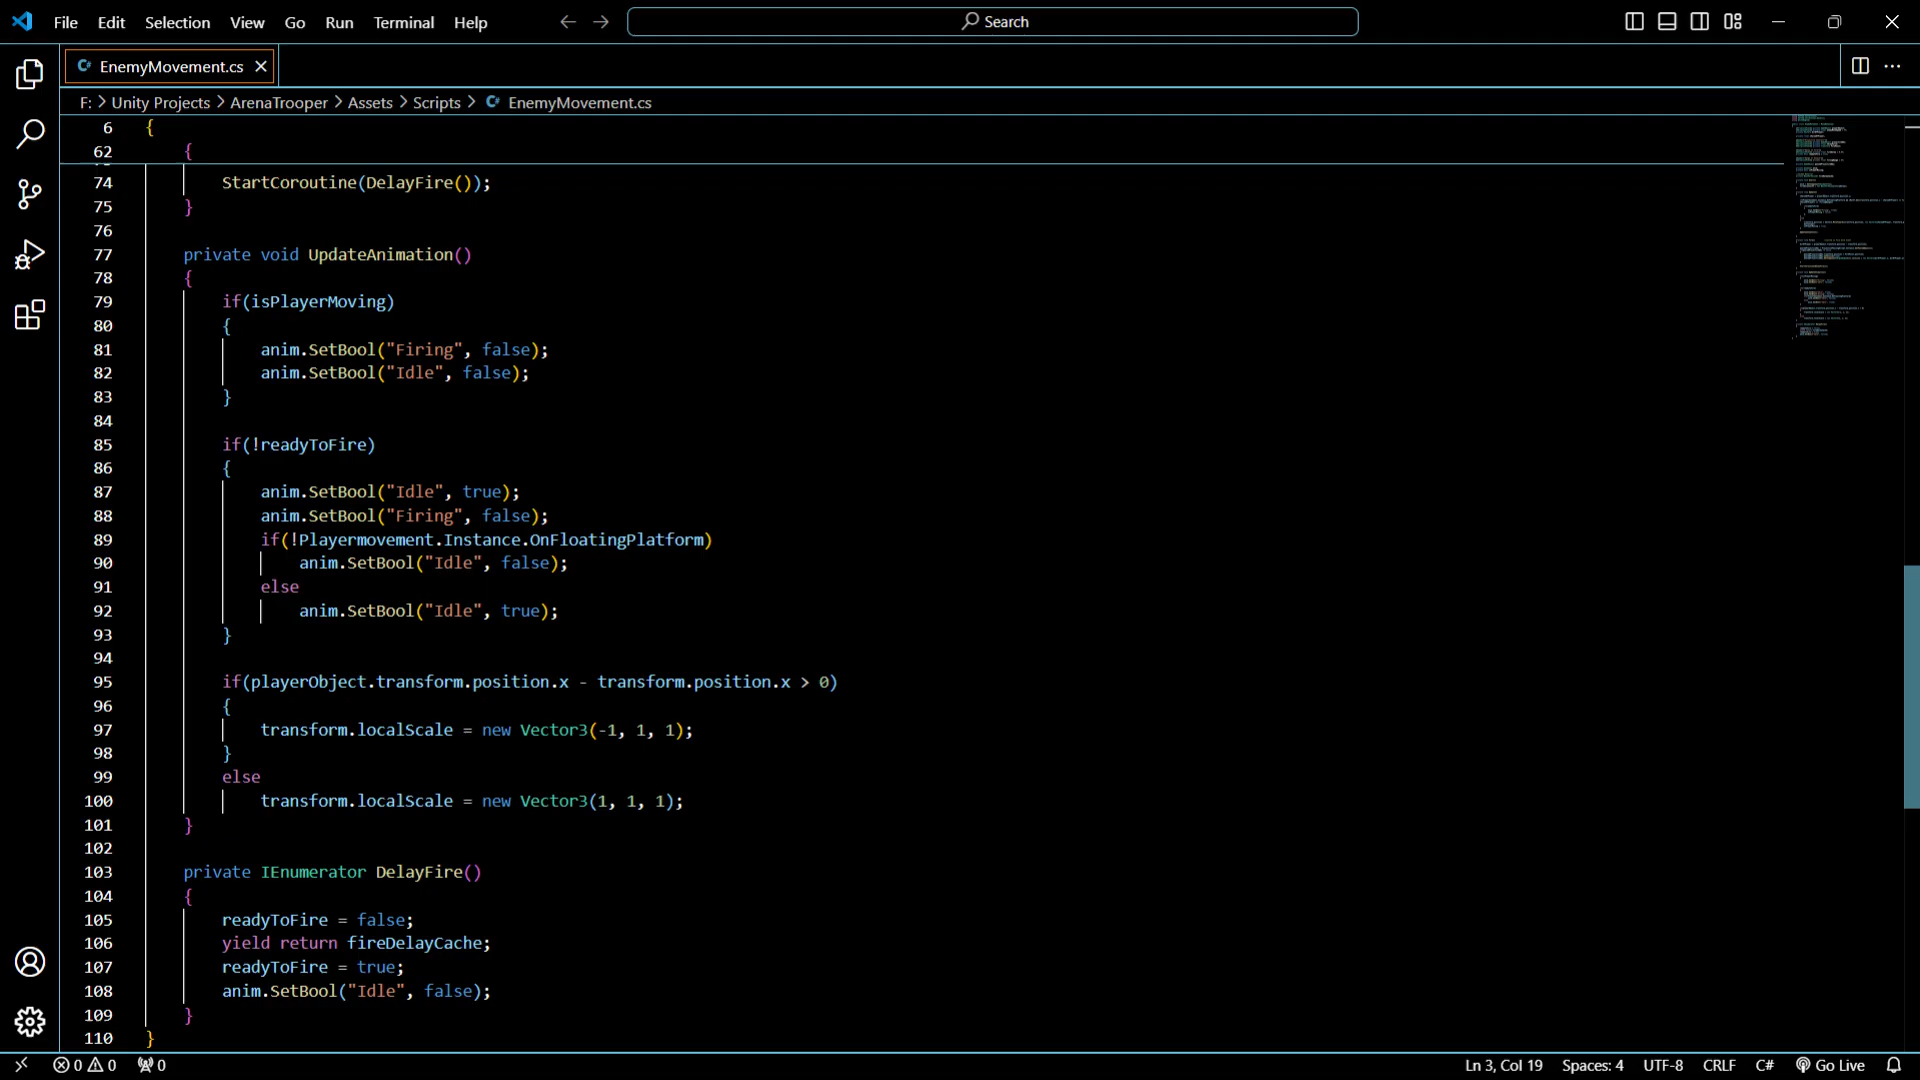 File Edit Selection View Go Run Terminal Help Search
C# EnemyMovement.cs
F: > Unity Projects > ArenaTrooper > Assets > Scripts > C# EnemyMovement.cs
6 {
62 {
74 StartCoroutine(DelayFire());
75 }
76
77 private void UpdateAnimation()
78 {
79 if(isPlayerMoving)
80 {
81 anim.SetBool("Firing", false);
82 anim.SetBool("Idle", false);
83 }
84
85 if(!readyToFire)
86 {
87 anim.SetBool("Idle", true);
88 anim.SetBool("Firing", false);
89 if(!Playermovement.Instance.OnFloatingPlatform)
90 anim.SetBool("Idle", false);
91 else
92 anim.SetBool("Idle", true);
93 }
94
95 if(playerObject.transform.position.x - transform.position.x > 0)
96 {
97 transform.localScale = new Vector3(-1, 1, 1);
98 }
99 else
100 transform.localScale = new Vector3(1, 1, 1);
101 }
102
103 private IEnumerator DelayFire()
104 {
105 readyToFire = false;
106 yield return fireDelayCache;
107 readyToFire = true;
108 anim.SetBool("Idle", false);
109 }
110 }
0 0 0 Ln 3, Col 19 Spaces: 4 UTF-8 CRLF C# Go Live